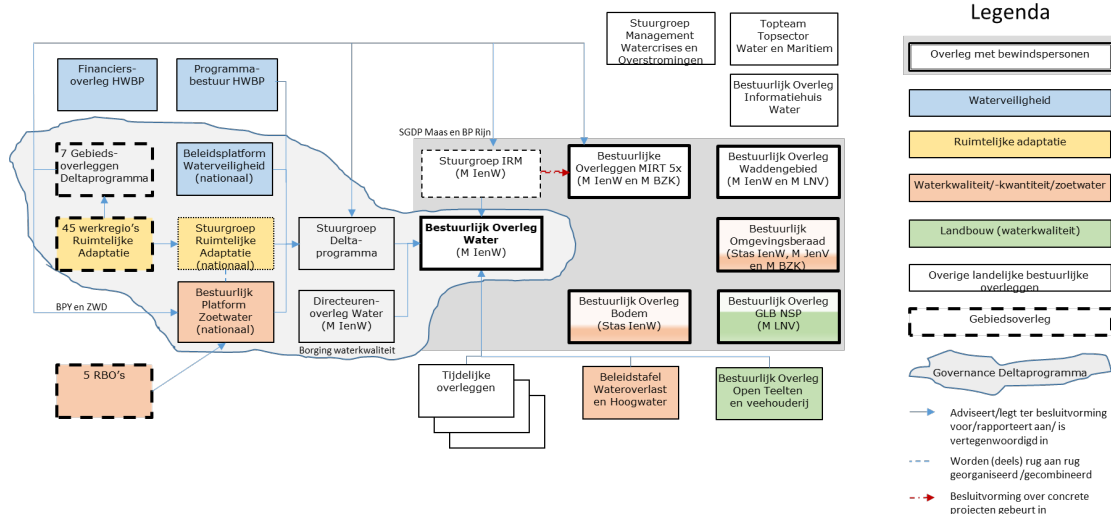 Stuurgroep
Management
Watercrises en
Overstromingen
Topteam
Topsector
Water en Maritiem
Financiers-
overleg HWBP
Programma-
bestuur HWBP
Bestuurlijk Overleg
Informatiehuis
Water
SGDP Maas en BP Rijn
7 Gebieds-
overleggen
Deltaprogramma
Beleidsplatform
Waterveiligheid
(nationaal)
Stuurgroep IRM
(M IenW)
Bestuurlijke
Overleggen MIRT 5x
(M IenW en M BZK)
Bestuurlijk Overleg
Waddengebied
(M IenW en M LNV)
45 werkregio's
Ruimtelijke
Adaptatie
Stuurgroep
Ruimtelijke
Adaptatie
(nationaal)
Stuurgroep
Delta-
programma
Bestuurlijk Overleg
Water
(M IenW)
Bestuurlijk
Omgevingsberaad
(Stas IenW, M JenV
en M BZK)
BPY en ZWD
Bestuurlijk
Platform
Zoetwater
(nationaal)
Directeuren-
overleg Water
(M IenW)
Borging waterkwaliteit
Bestuurlijk Overleg
Bodem
(Stas IenW)
Bestuurlijk Overleg
GLB NSP
(M LNV)
5 RBO's
Tijdelijke
overleggen
Beleidstafel
Wateroverlast
en Hoogwater
Bestuurlijk Overleg
Open Teelten
en veehouderij
Legenda
Overleg met bewindspersonen
Waterveiligheid
Ruimtelijke adaptatie
Waterkwaliteit/-kwantiteit/zoetwater
Landbouw (waterkwaliteit)
Overige landelijke bestuurlijke
overleggen
Gebiedsoverleg
Governance Deltaprogramma
Adviseert/legt ter besluitvorming
voor/rapporteert aan/ is
vertegenwoordigd in
Worden (deels) rug aan rug
georganiseerd /gecombineerd
Besluitvorming over concrete
projecten gebeurt in